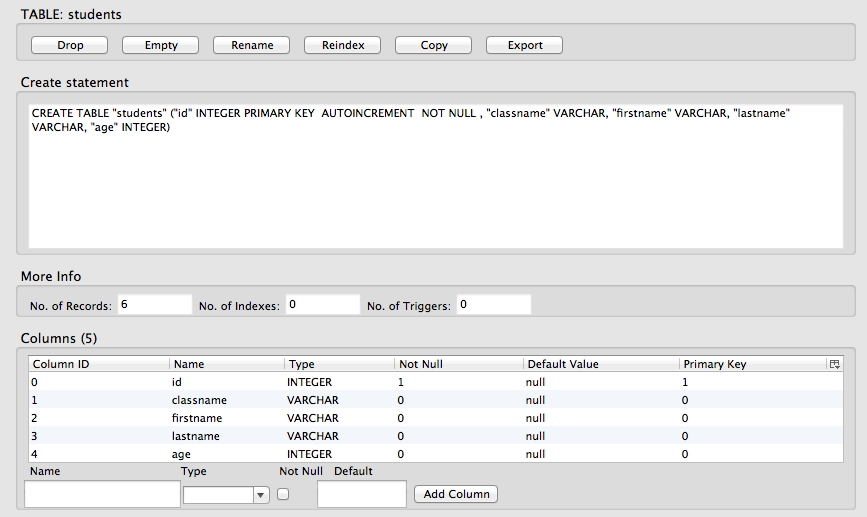 TABLE: students
Drop Empty Rename Reindex Copy Export
Create statement
CREATE TABLE "students" ("id" INTEGER PRIMARY KEY  AUTOINCREMENT  NOT NULL , "classname" VARCHAR, "firstname" VARCHAR, "lastname"
VARCHAR, "age" INTEGER)
More Info
No. of Records: 6 No. of Indexes: 0 No. of Triggers: 0
Columns (5)
Column ID Name Type Not Null Default Value Primary Key
0 id INTEGER 1 null 1
1 classname VARCHAR 0 null 0
2 firstname VARCHAR 0 null 0
3 lastname VARCHAR 0 null 0
4 age INTEGER 0 null 0
Name Type Not Null Default
Add Column